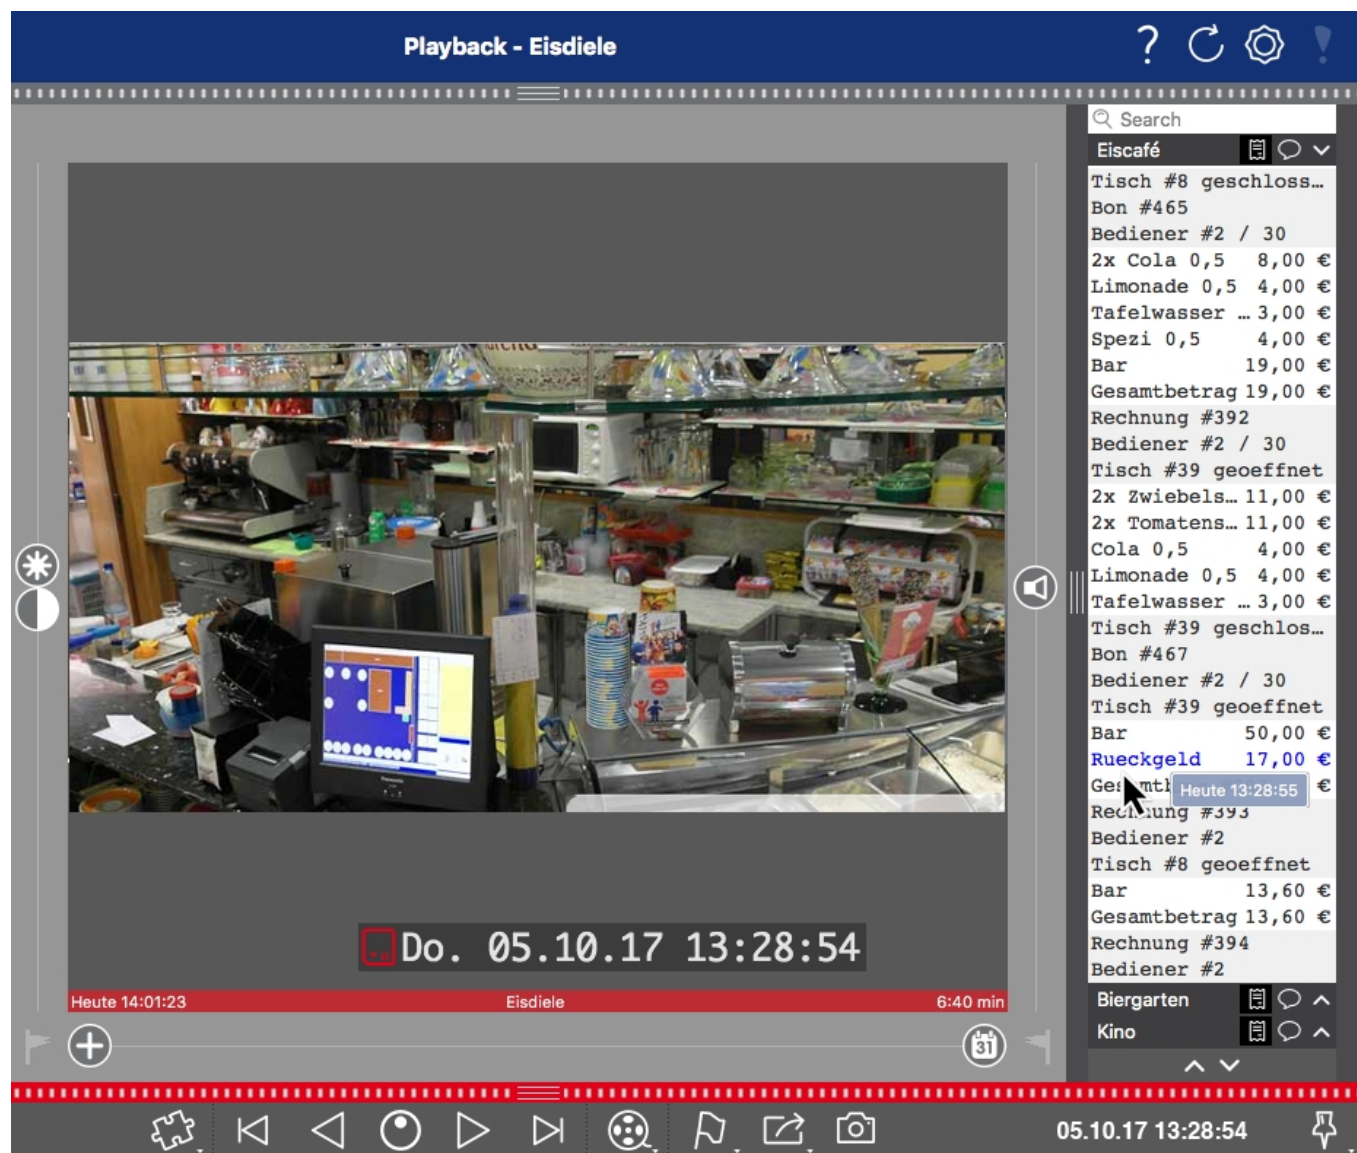 Playback - Eisdiele
Search
Eiscafé
Tisch #8 geschloss…
Bon #465
Bediener #2 / 30
2x Cola 0,5 8,00 €
Limonade 0,5 4,00 €
Tafelwasser … 3,00 €
Spezi 0,5 4,00 €
Bar 19,00 €
Gesamtbetrag 19,00 €
Rechnung #392
Bediener #2 / 30
Tisch #39 geoeffnet
2x Zwiebels… 11,00 €
2x Tomatens… 11,00 €
Cola 0,5 4,00 €
Limonade 0,5 4,00 €
Tafelwasser … 3,00 €
Tisch #39 geschlos…
Bon #467
Bediener #2 / 30
Tisch #39 geoeffnet
Bar 50,00 €
Rueckgeld 17,00 €
€
Heute 13:28:55
Rechnung #393
Bediener #2
Tisch #8 geoeffnet
Bar 13,60 €
Gesamtbetrag 13,60 €
Rechnung #394
Bediener #2
Biergarten
Kino
Do. 05.10.17 13:28:54
Heute 14:01:23 Eisdiele 6:40 min
31
05.10.17 13:28:54